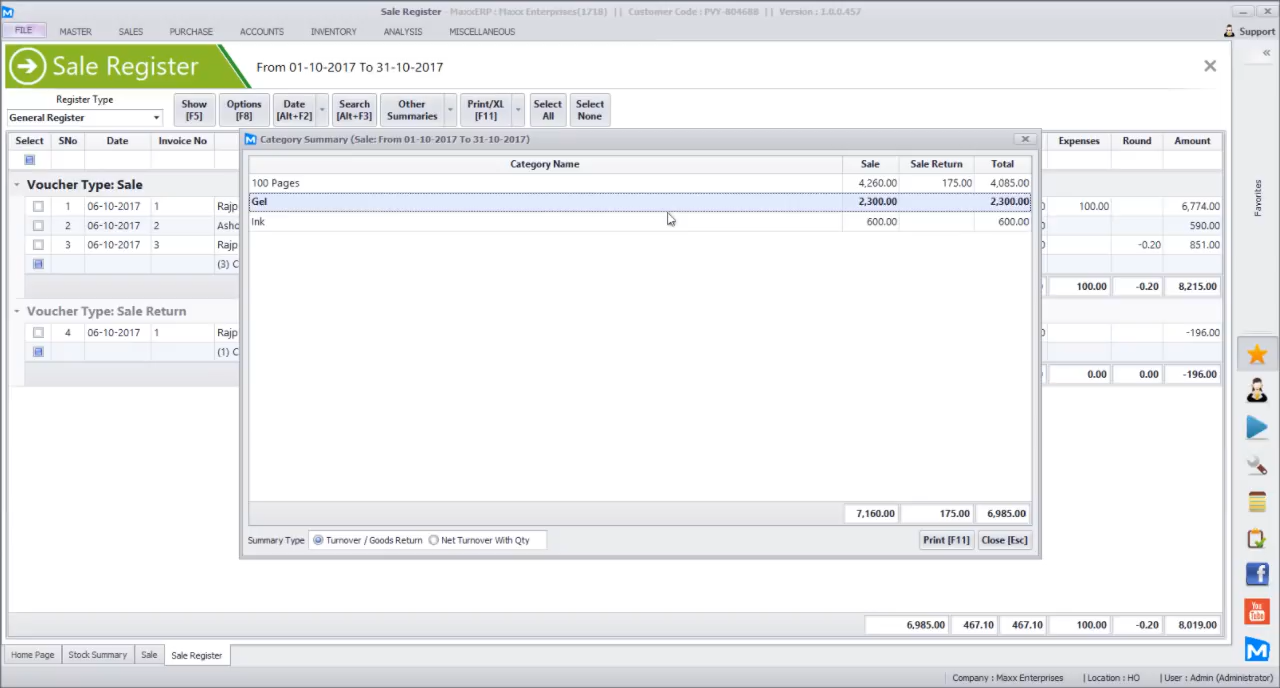 Sale Register - MaxxERP : Maxx Enterprises[1718] || Customer Code : PVY-804688 || Version : 1.0.0.457
FILE MASTER SALES PURCHASE ACCOUNTS INVENTORY ANALYSIS MISCELLANEOUS Support
Sale Register From 01-10-2017 To 31-10-2017
Register Type
General Register
Show [F5] Options [F8] Date [Alt+F2] Search [Alt+F3] Other Summaries Print/XL [F11] Select All Select None
Select SNo Date Invoice No Expenses Round Amount
Category Summary (Sale: From 01-10-2017 To 31-10-2017)
Category Name Sale Sale Return Total
100 Pages 4,260.00 175.00 4,085.00
Gel 2,300.00 2,300.00
Ink 600.00 600.00
7,160.00 175.00 6,985.00
Summary Type Turnover / Goods Return Net Turnover With Qty Print [F11] Close [Esc]
Voucher Type: Sale
1 06-10-2017 1 Rajp 0 100.00 6,774.00
2 06-10-2017 2 Asho 0 590.00
3 06-10-2017 3 Rajp 0 -0.20 851.00
(3) C
100.00 -0.20 8,215.00
Voucher Type: Sale Return
4 06-10-2017 1 Rajp 0 -196.00
(1) C
0.00 0.00 -196.00
6,985.00 467.10 467.10 100.00 -0.20 8,019.00
Favorites
You Tube
Home Page Stock Summary Sale Sale Register
Company : Maxx Enterprises | Location : HO | User : Admin (Administrator)